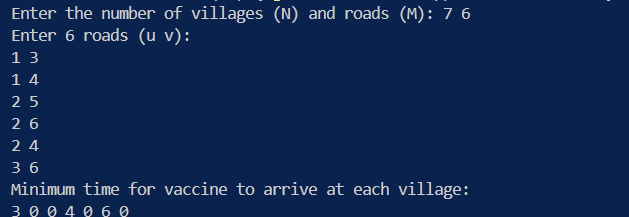 Enter the number of villages (N) and roads (M): 7 6
Enter 6 roads (u v):
1 3
1 4
2 5
2 6
2 4
3 6
Minimum time for vaccine to arrive at each village:
3 0 0 4 0 6 0